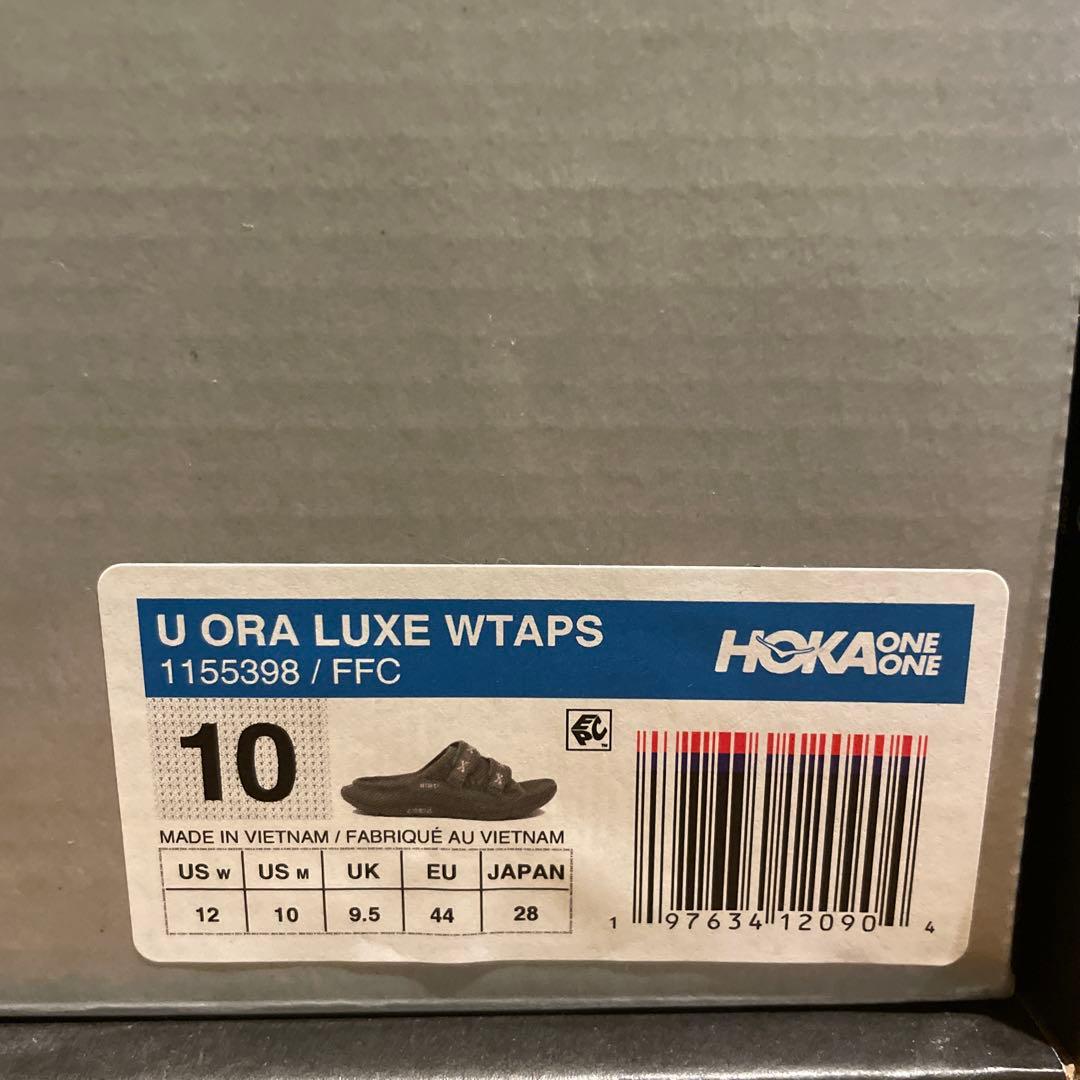 U ORA LUXE WTAPS
1155398 / FFC
HOKA ONE ONE
10
EPC™
MADE IN VIETNAM / FABRIQUÉ AU VIETNAM
US W US M UK EU JAPAN
12 10 9.5 44 28
1 97634 12090 4